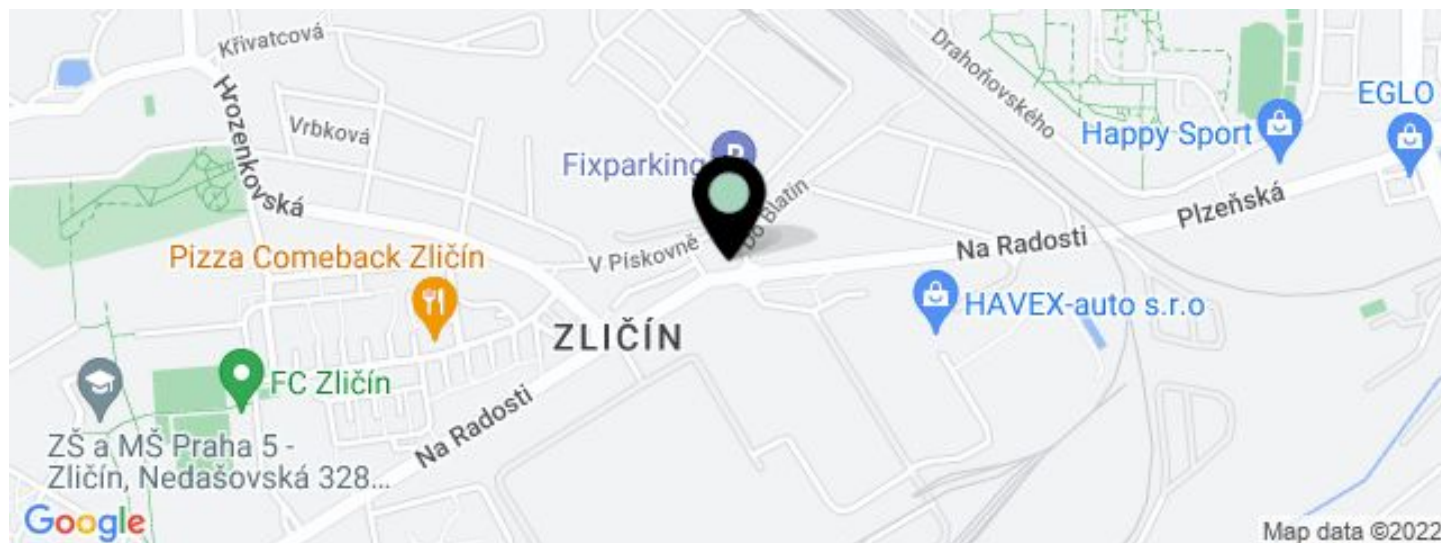 Křivatcová
Drahoňovského
EGLO
Hrozenkovská
Vrbková
Happy Sport
Fixparking
P
Do Blatin
Plzeňská
V Pískovně
Na Radosti
Pizza Comeback Zličín
HAVEX-auto s.r.o
ZLIČÍN
FC Zličín
Na Radosti
ZŠ a MŠ Praha 5 -
Zličín, Nedašovská 328...
Google
Map data ©2022